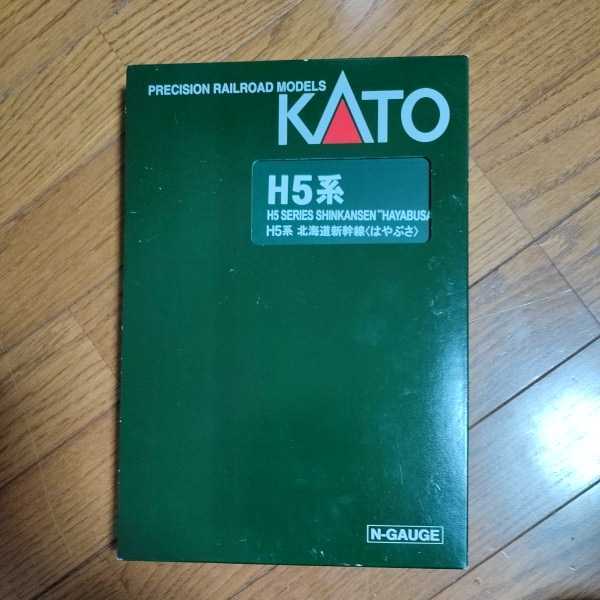 PRECISION RAILROAD MODELS
KATO
H5系
H5 SERIES SHINKANSEN "HAYABUSA
H5系 北海道新幹線〈はやぶさ〉
N-GAUGE